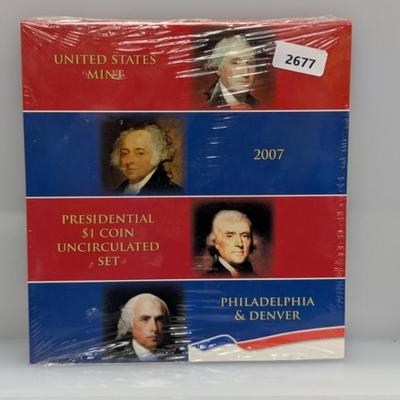 UNITED STATES
MINT
2677
2007
PRESIDENTIAL
$1 COIN
UNCIRCULATED
SET
PHILADELPHIA
& DENVER